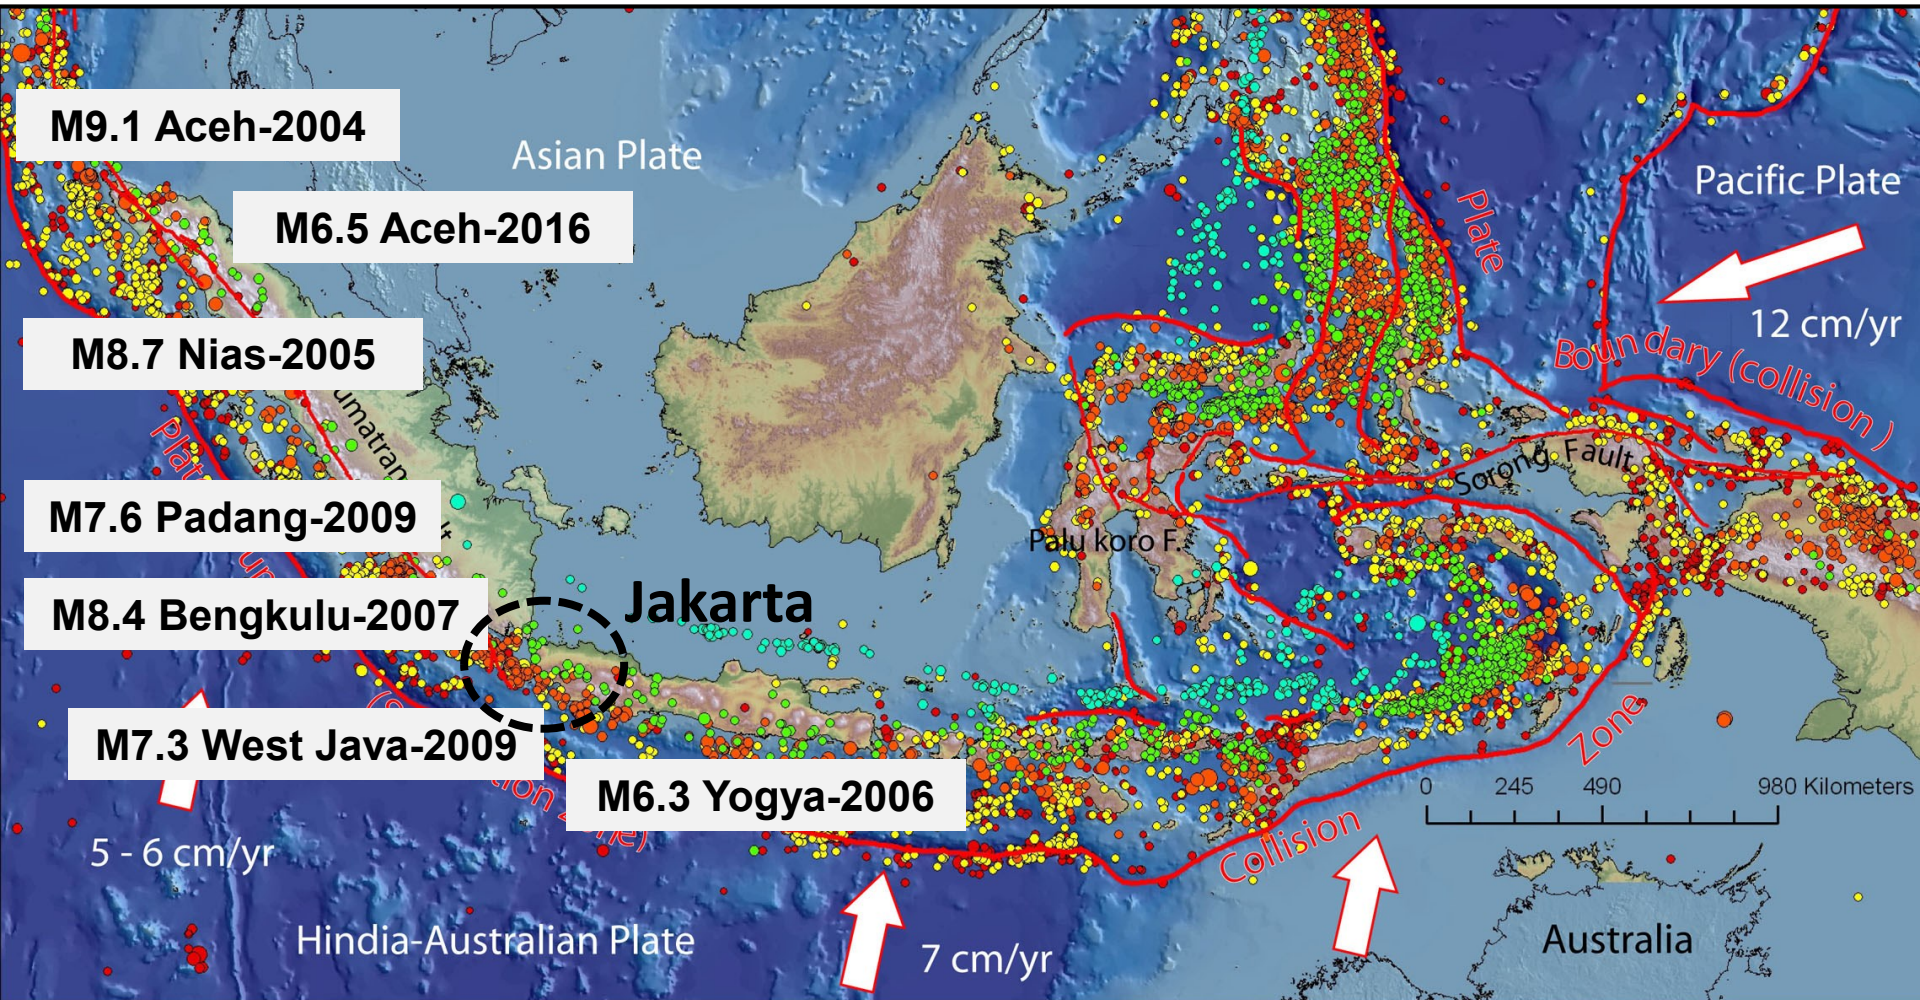 M9.1 Aceh-2004
Asian Plate
Pacific Plate
M6.5 Aceh-2016
Plate
12 cm/yr
Boundary (collision )
M8.7 Nias-2005
umatran
Sorong Fault
M7.6 Padang-2009
Palu koro F.
M8.4 Bengkulu-2007
Jakarta
M7.3 West Java-2009
Zone
M6.3 Yogya-2006
0 245 490 980 Kilometers
5 - 6 cm/yr
Collision
Hindia-Australian Plate
7 cm/yr
Australia